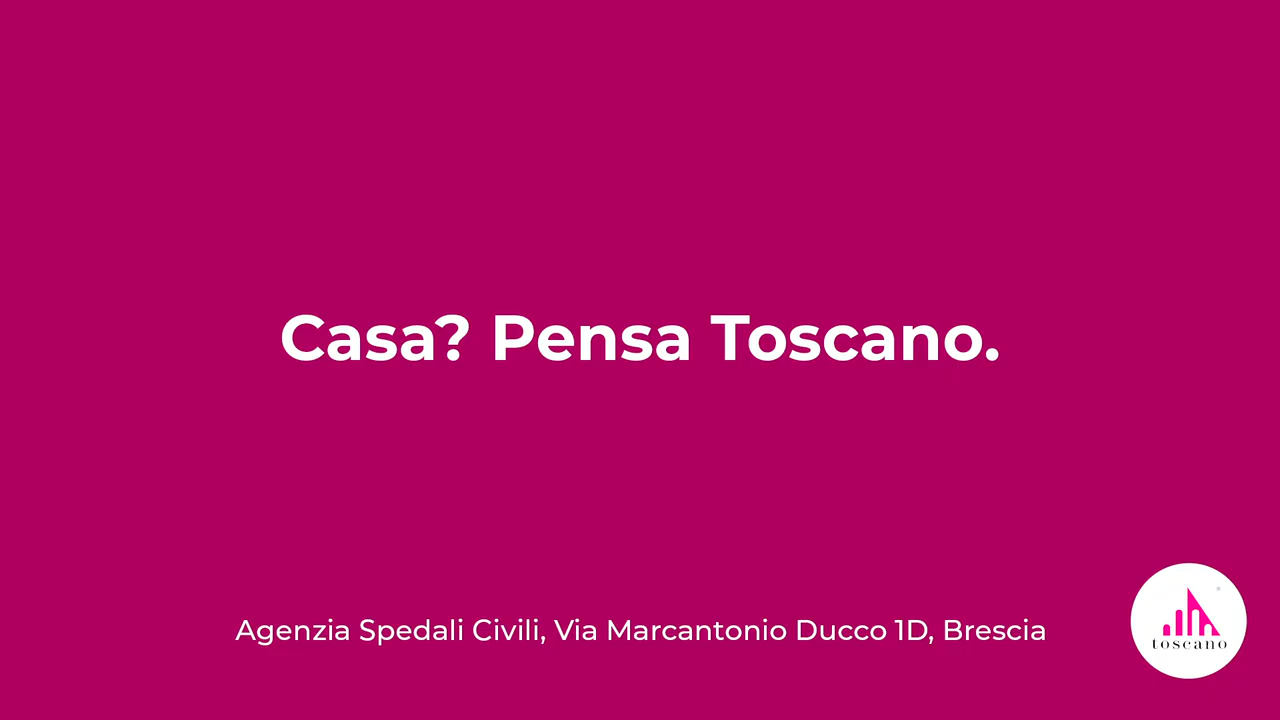 Casa? Pensa Toscano.
Agenzia Spedali Civili, Via Marcantonio Ducco 1D, Brescia
toscano